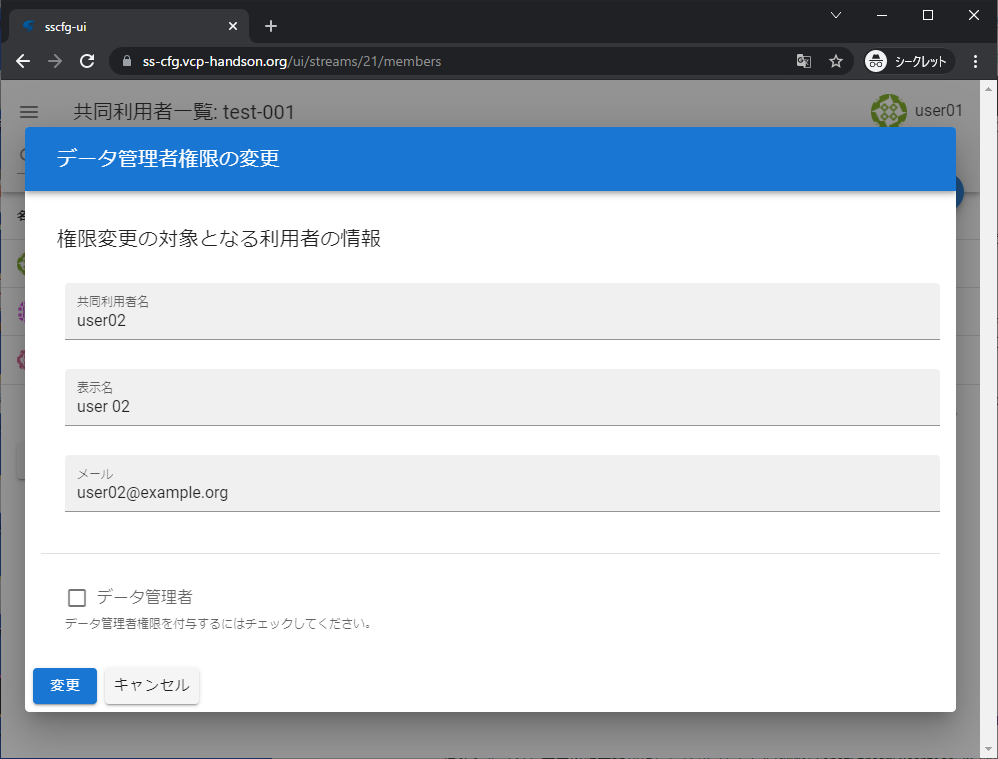 sscfg-ui
ss-cfg.vcp-handson.org/ui/streams/21/members
シークレット
共同利用者一覧: test-001
user01
データ管理者権限の変更
権限変更の対象となる利用者の情報
共同利用者名
user02
表示名
user 02
メール
user02@example.org
データ管理者
データ管理者権限を付与するにはチェックしてください。
変更
キャンセル